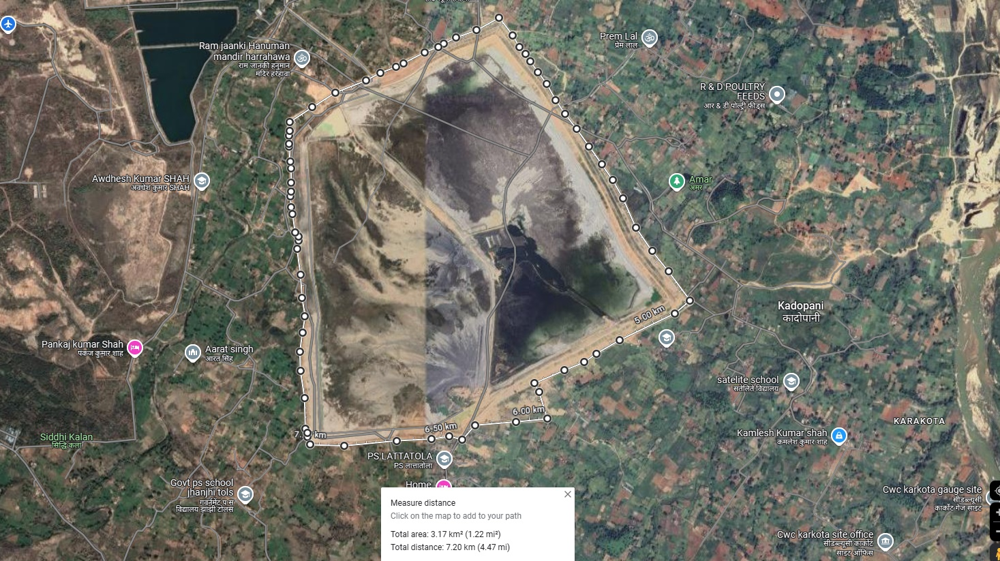 Prem Lal
प्रेम लाल
Ram jaanki Hanuman
mandir harrahawa
राम जानकी हनुमान
मंदिर हरहावा
R & D POULTRY
FEEDS
आर & डी पोल्ट्री फीड्स
Awdhesh Kumar SHAH
अवधेश कुमार SHAH
Amar
अमर
Kadopani
कादोपानी
5.00 km
Pankaj kumar Shah
पंकज कुमार शाह
Aarat singh
आरत सिंह
satelite school
सतेलिते विद्यालय
6.00 km
KARAKOTA
6.50 km
km
Siddhi Kalan
सिद्धि कला
Kamlesh Kumar shah
कमलेश कुमार शाह
PS LATTATOLA
PS लात्तातोला
Govt ps school
jhanjhi tols
गवर्नमेंट प स
विद्यालय झांझी टोलस
Home
Cwc karkota gauge site
सीडब्ल्यूसी
कार्कोट गेज साइट
Measure distance
Click on the map to add to your path
Total area: 3.17 km² (1.22 mi²)
Total distance: 7.20 km (4.47 mi)
Cwc karkota site office
सीडब्ल्यूसी कार्कोट
साइट ऑफिस